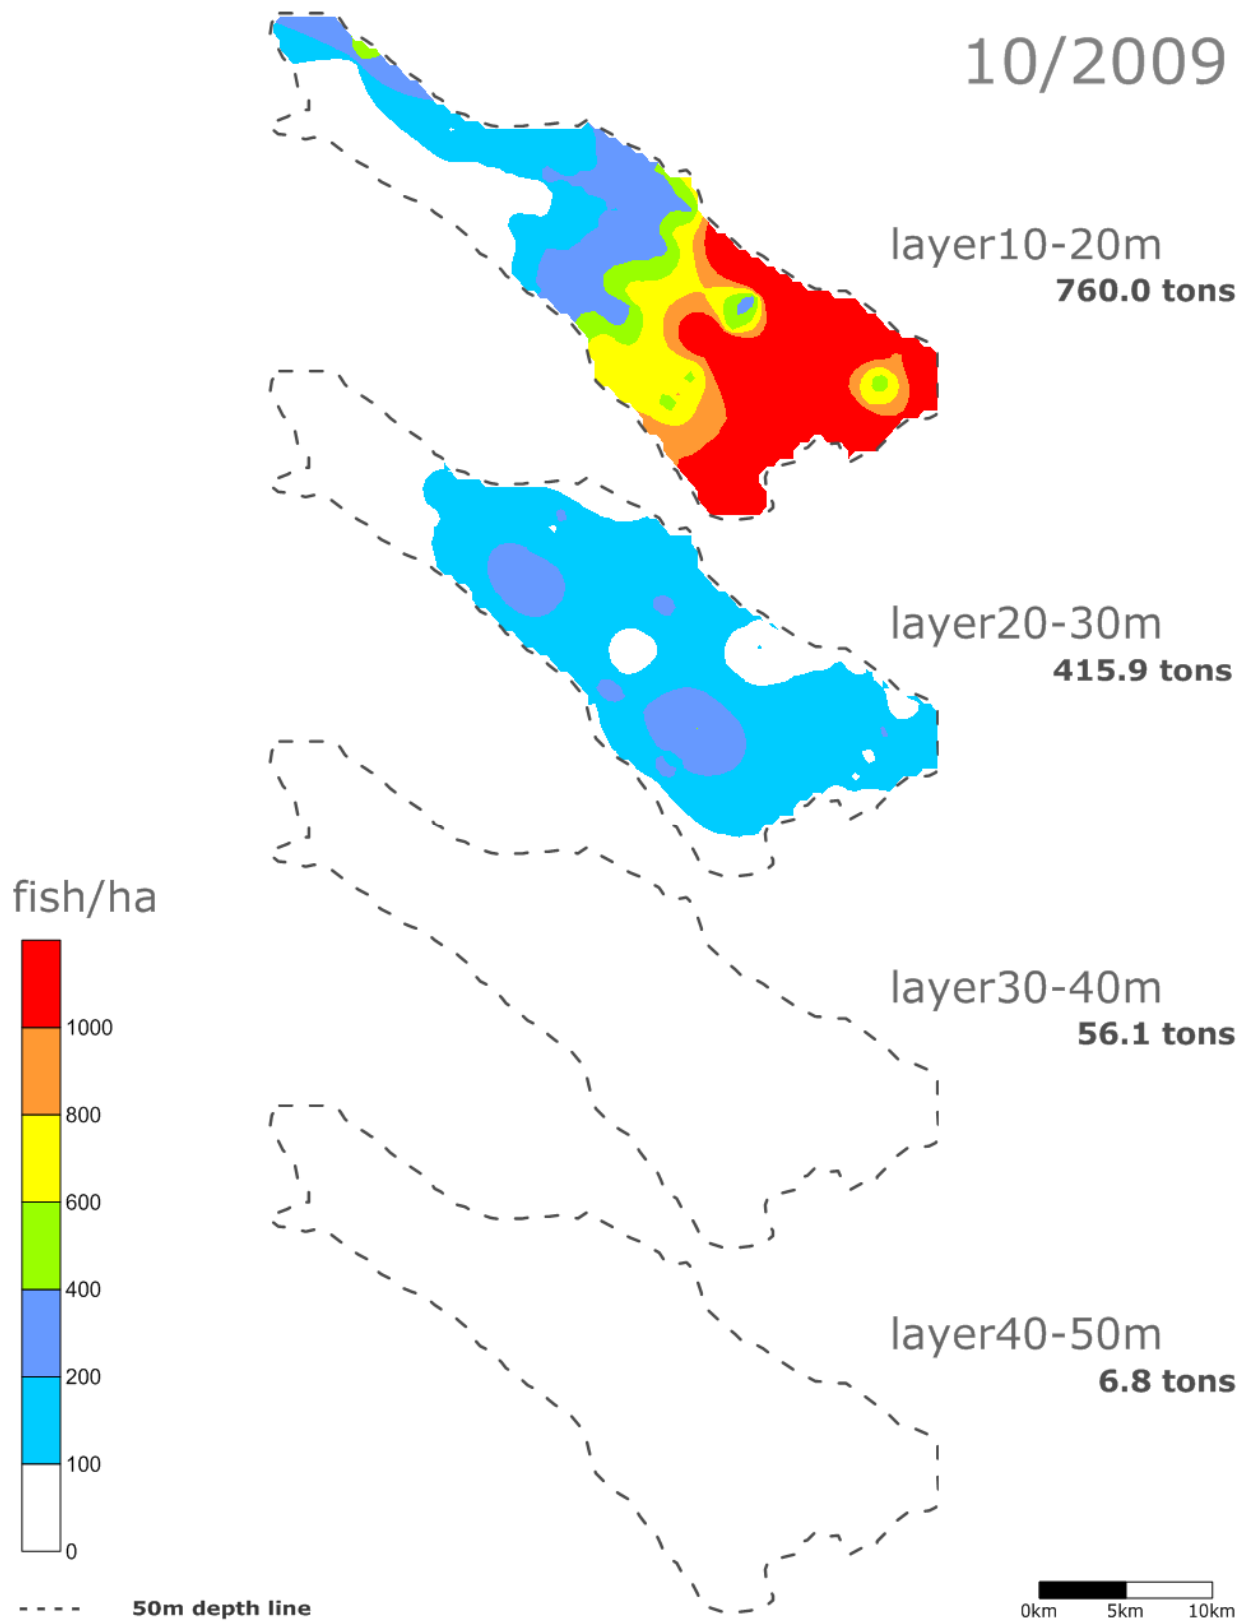 10/2009
layer10-20m
760.0 tons
layer20-30m
415.9 tons
fish/ha
layer30-40m
56.1 tons
1000
800
600
400
200
100
0
layer40-50m
6.8 tons
50m depth line
0km 5km 10km